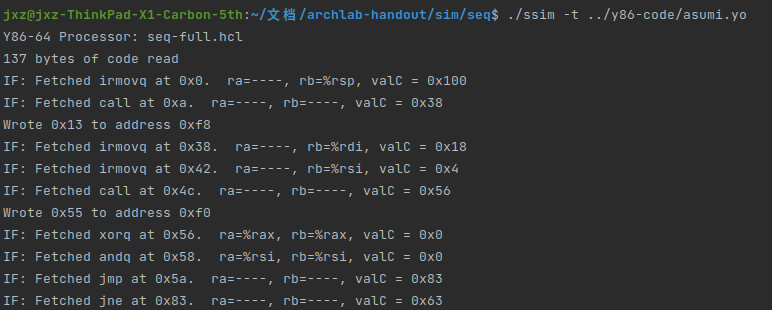 jxz@jxz-ThinkPad-X1-Carbon-5th:~/文档/archlab-handout/sim/seq$ ./ssim -t ../y86-code/asumi.yo
Y86-64 Processor: seq-full.hcl
137 bytes of code read
IF: Fetched irmovq at 0x0.  ra=----, rb=%rsp, valC = 0x100
IF: Fetched call at 0xa.  ra=----, rb=----, valC = 0x38
Wrote 0x13 to address 0xf8
IF: Fetched irmovq at 0x38.  ra=----, rb=%rdi, valC = 0x18
IF: Fetched irmovq at 0x42.  ra=----, rb=%rsi, valC = 0x4
IF: Fetched call at 0x4c.  ra=----, rb=----, valC = 0x56
Wrote 0x55 to address 0xf0
IF: Fetched xorq at 0x56.  ra=%rax, rb=%rax, valC = 0x0
IF: Fetched andq at 0x58.  ra=%rsi, rb=%rsi, valC = 0x0
IF: Fetched jmp at 0x5a.  ra=----, rb=----, valC = 0x83
IF: Fetched jne at 0x83.  ra=----, rb=----, valC = 0x63